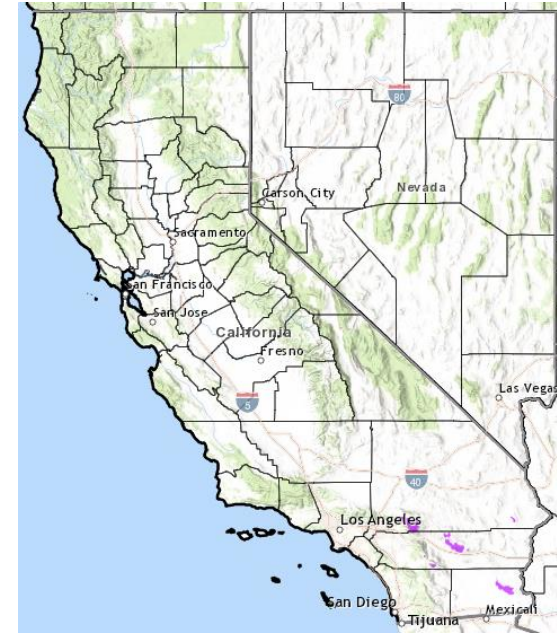 80
Carson City
Nevada
Sacramento
San Francisco
San Jose
California
Fresno
5
Las Vegas
40
Los Angeles
San Diego
Mexicali
Tijuana